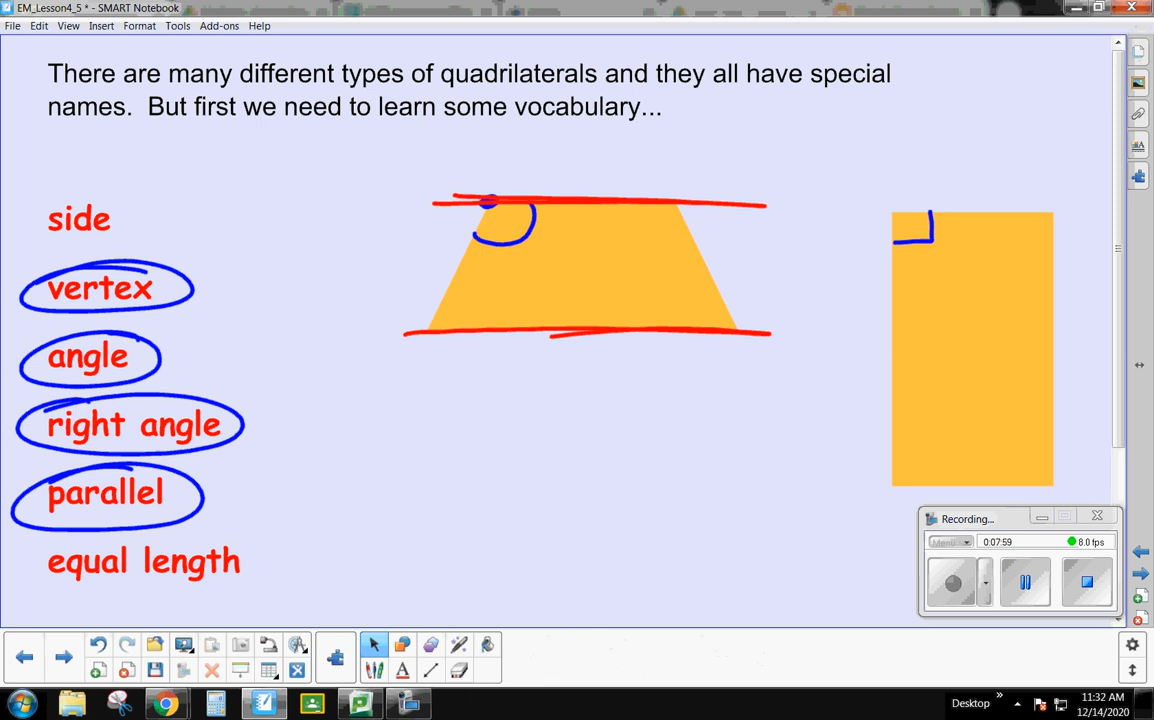 EM_Lesson4_5 * - SMART Notebook
File Edit View Insert Format Tools Add-ons Help
There are many different types of quadrilaterals and they all have special
names. But first we need to learn some vocabulary...
side
vertex
angle
right angle
parallel
equal length
Recording...
Menu 0:07:59 8.0 fps
Desktop
11:32 AM
12/14/2020